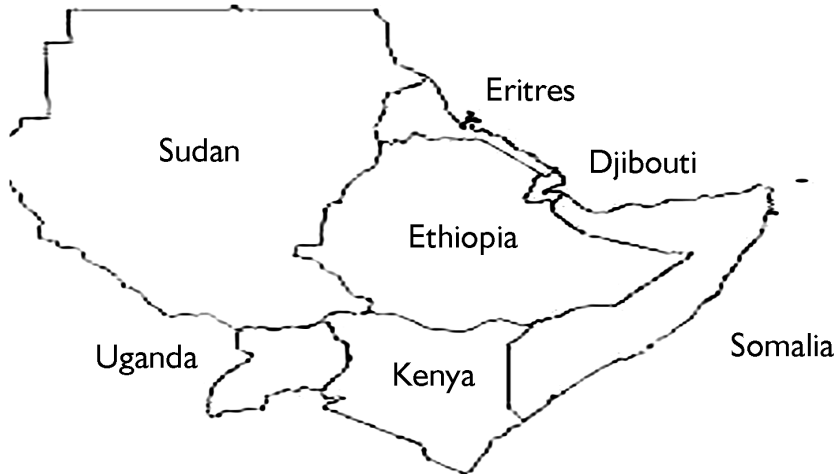 Eritres
Sudan
Djibouti
Ethiopia
Uganda
Kenya
Somalia